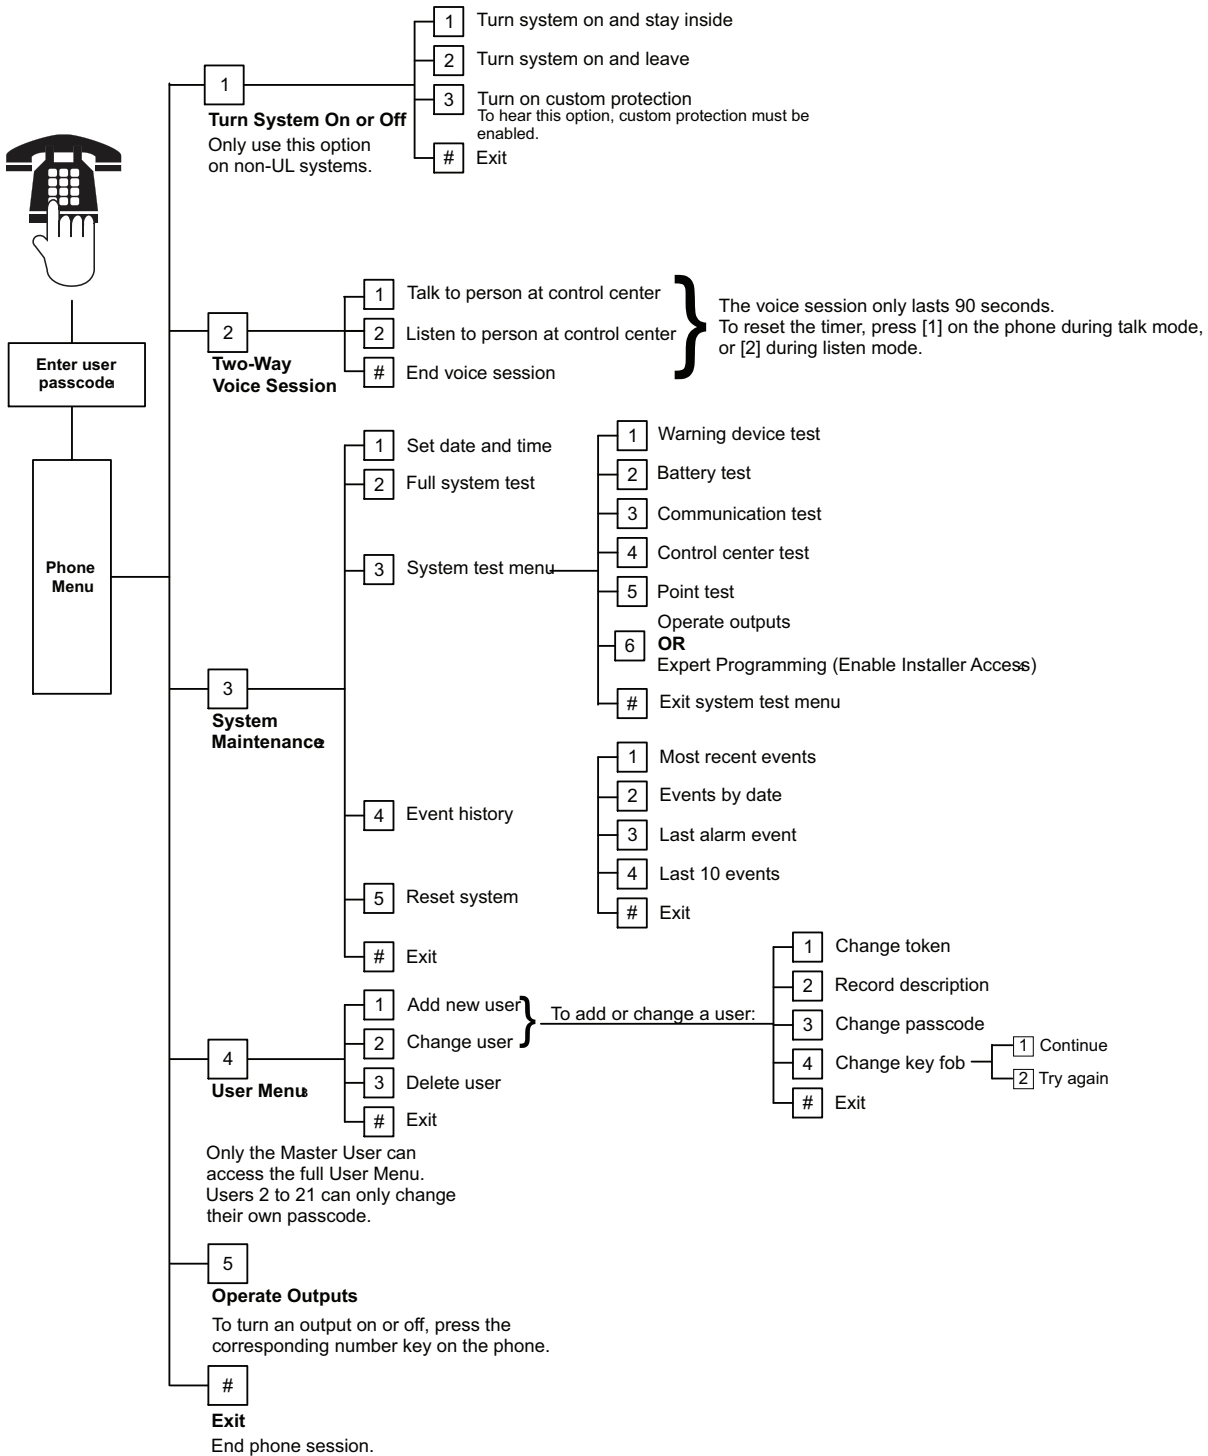 1 Turn system on and stay inside
2 Turn system on and leave
3 Turn on custom protection
To hear this option, custom protection must be
enabled.
# Exit
1
Turn System On or Off
Only use this option
on non-UL systems.
Enter user
passcode1
Phone
Menu
2
Two-Way
Voice Session
1 Talk to person at control center
2 Listen to person at control center
# End voice session
The voice session only lasts 90 seconds.
To reset the timer, press [1] on the phone during talk mode,
or [2] during listen mode.
3
System
Maintenance2
1 Set date and time
2 Full system test
3 System test menu
1 Warning device test
2 Battery test
3 Communication test
4 Control center test
5 Point test
6 Operate outputs
OR
Expert Programming (Enable Installer Access)
# Exit system test menu
4 Event history
1 Most recent events
2 Events by date
3 Last alarm event
4 Last 10 events
# Exit
5 Reset system
# Exit
4
User Menu3
1 Add new user
2 Change user
3 Delete user
# Exit
To add or change a user:
1 Change token
2 Record description
3 Change passcode
4 Change key fob
1 Continue
2 Try again
# Exit
Only the Master User can
access the full User Menu.
Users 2 to 21 can only change
their own passcode.
5
Operate Outputs
To turn an output on or off, press the
corresponding number key on the phone.
#
Exit
End phone session.